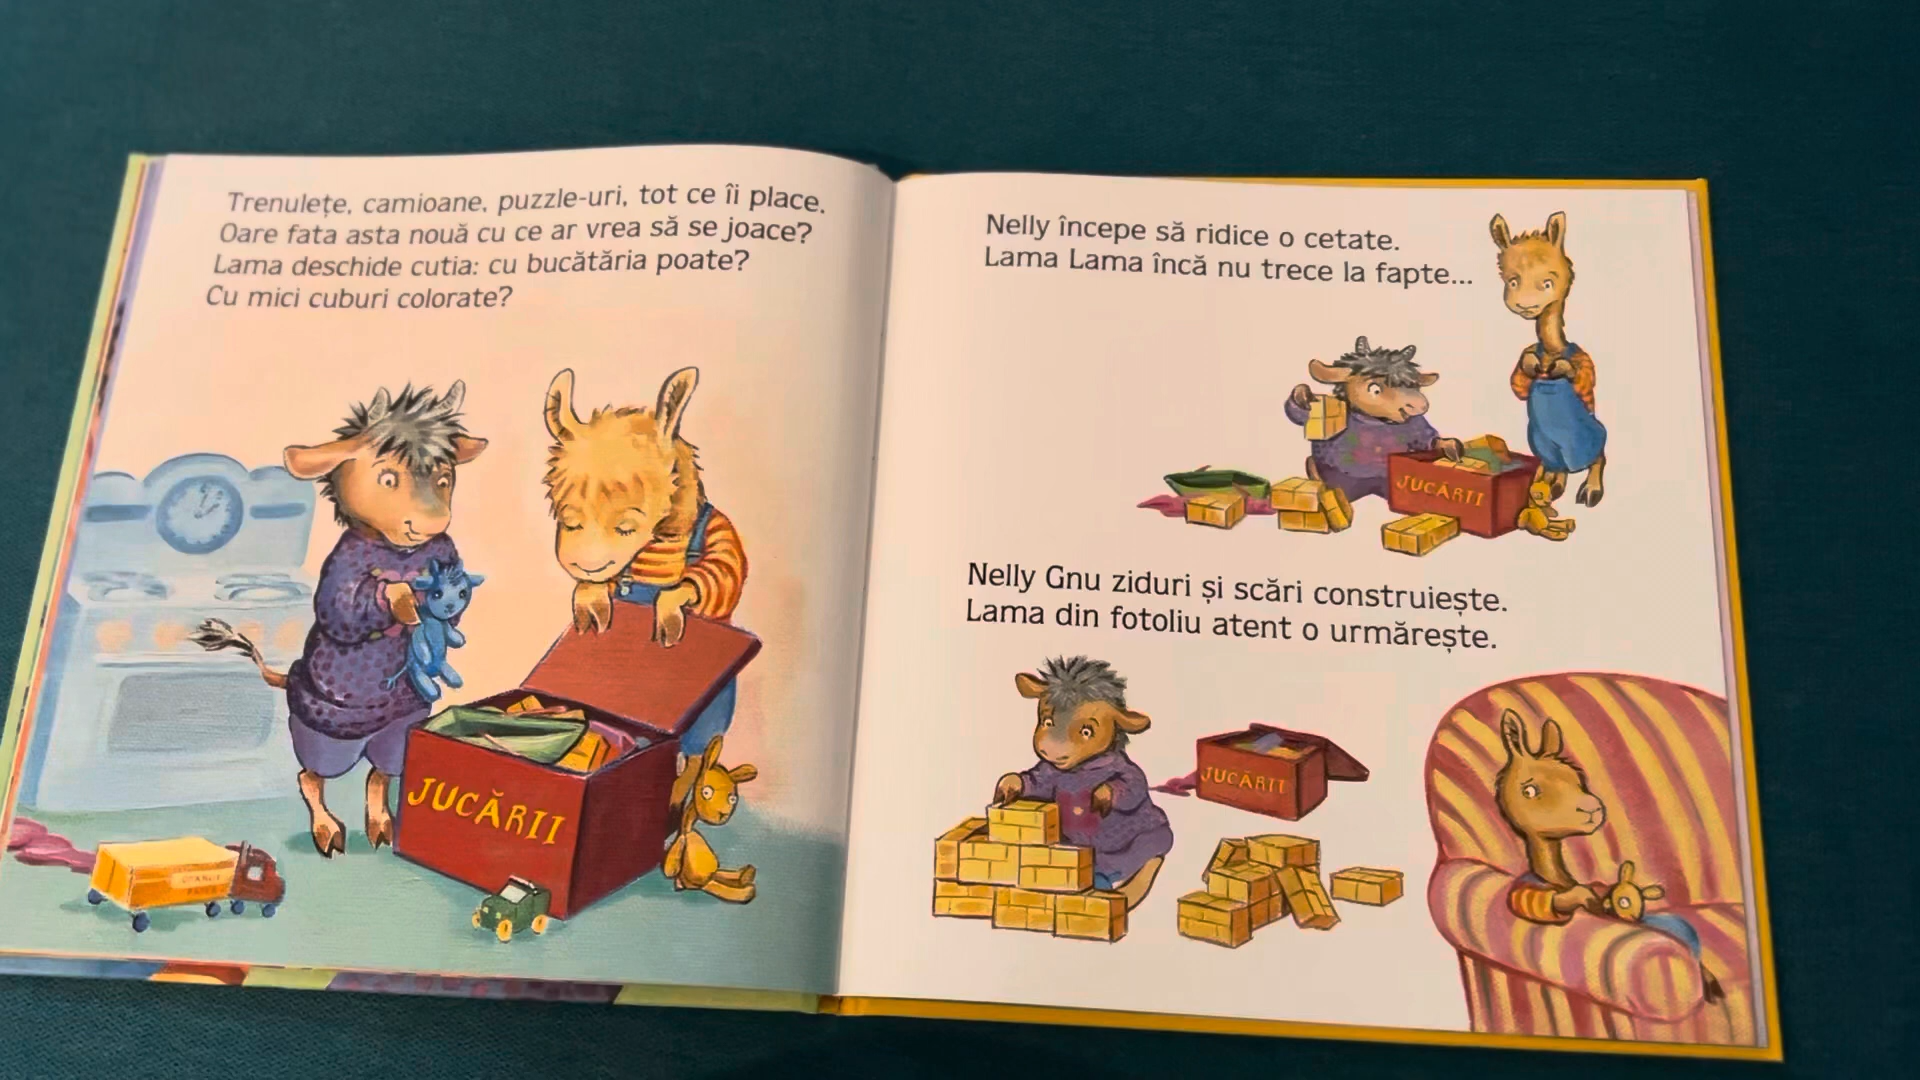 Trenulețe, camioane, puzzle-uri, tot ce îi place.
Oare fata asta nouă cu ce ar vrea să se joace?
Lama deschide cutia: cu bucătăria poate?
Cu mici cuburi colorate?
JUCĂRII
Nelly începe să ridice o cetate.
Lama Lama încă nu trece la fapte...
JUCĂRII
Nelly Gnu ziduri și scări construiește.
Lama din fotoliu atent o urmărește.
JUCĂRII